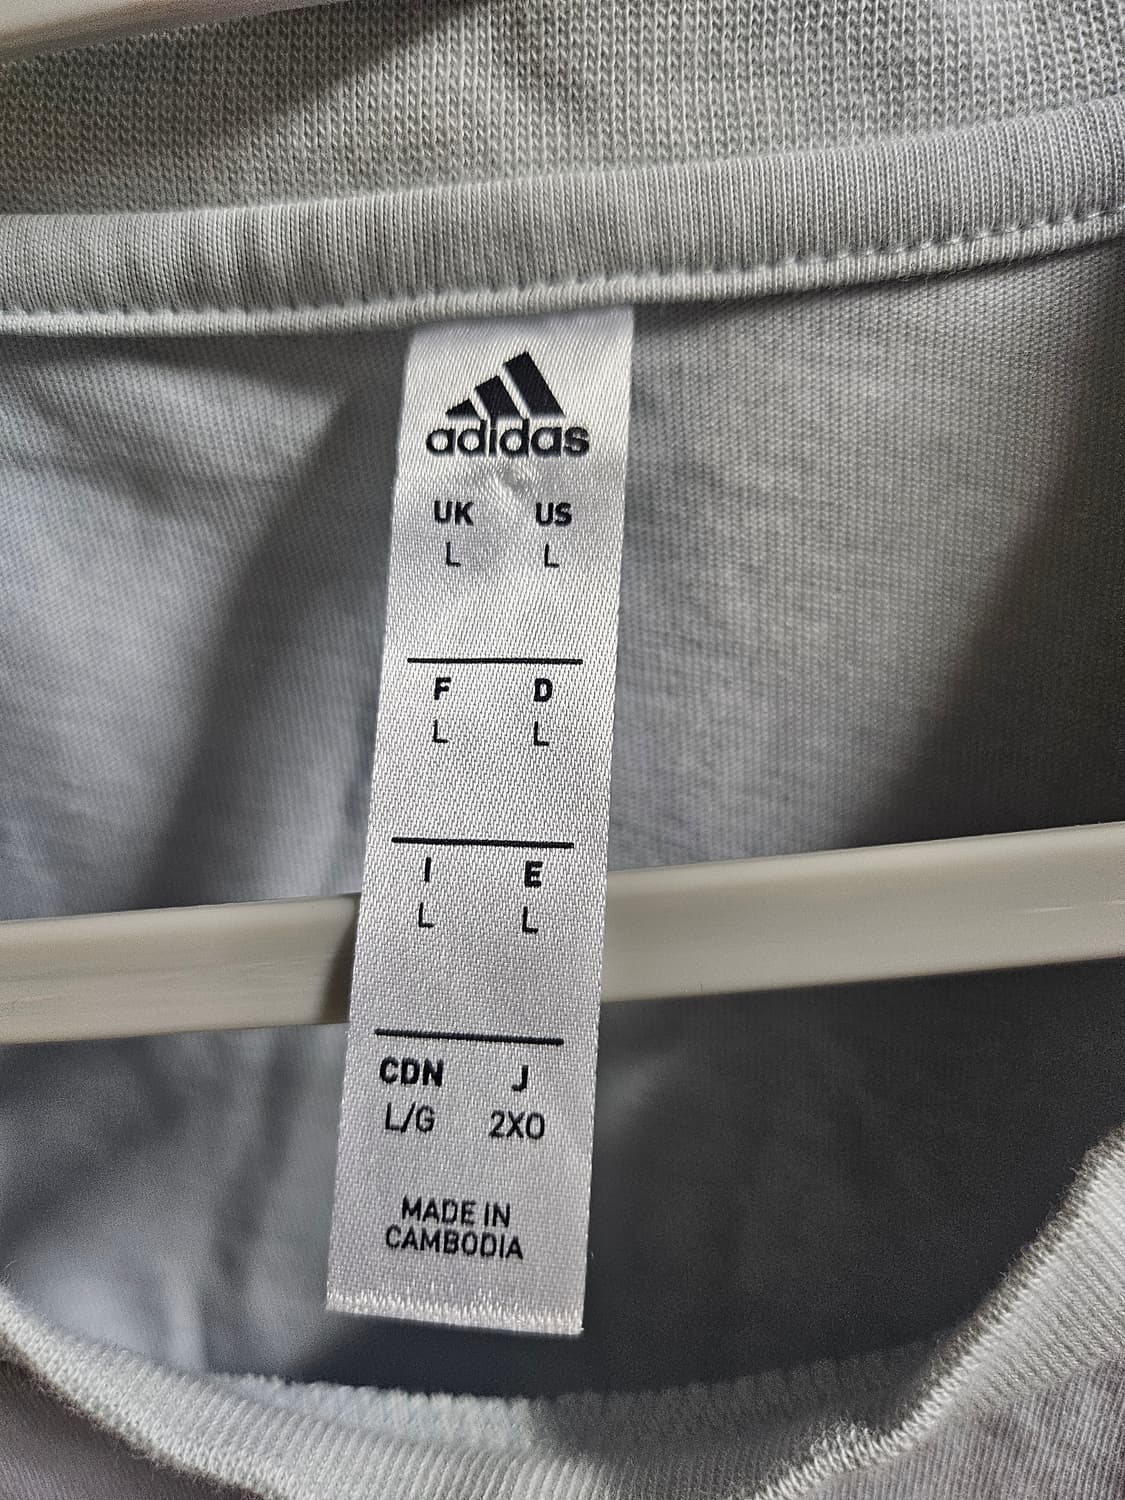 adidas
UK US
L L
F D
L L
I E
L L
CDN J
L/G 2XO
MADE IN
CAMBODIA